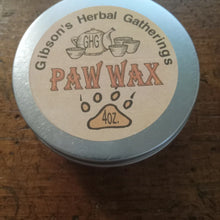 Gibson's Herbal Gatherings
GHG
PAW WAX
4oz.